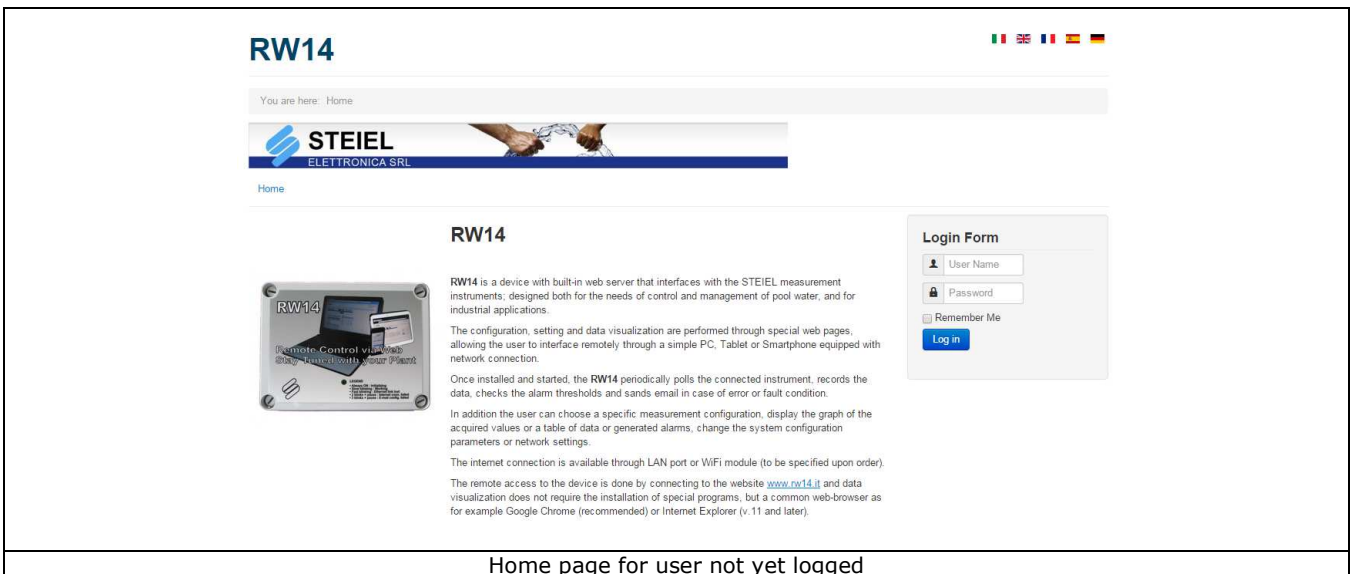 RW14
You are here: Home
STEIEL
ELETTRONICA SRL
Home
RW14
RW14 is a device with built-in web server that interfaces with the STEIEL measurement
instruments; designed both for the needs of control and management of pool water, and for
industrial applications.
The configuration, setting and data visualization are performed through special web pages,
allowing the user to interface remotely through a simple PC, Tablet or Smartphone equipped with
network connection.
Once installed and started, the RW14 periodically polls the connected instrument, records the
data, checks the alarm thresholds and sands email in case of error or fault condition.
In addition the user can choose a specific measurement configuration, display the graph of the
acquired values or a table of data or generated alarms, change the system configuration
parameters or network settings.
The internet connection is available through LAN port or WiFi module (to be specified upon order).
The remote access to the device is done by connecting to the website www.rw14.it and data
visualization does not require the installation of special programs, but a common web-browser as
for example Google Chrome (recommended) or Internet Explorer (v.11 and later).
RW14
Remote Control via Web
Stay Tuned with your Plant
Login Form
User Name
Password
Remember Me
Log in
Home page for user not yet logged